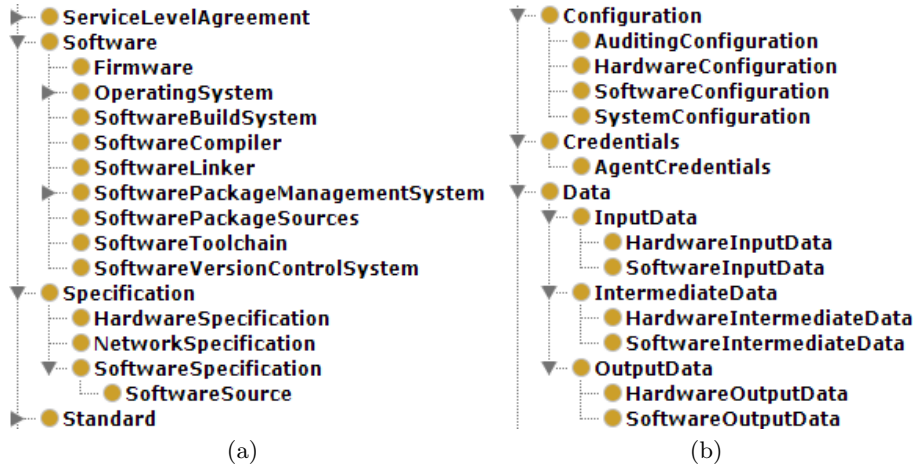 ServiceLevelAgreement
Software
Firmware
OperatingSystem
SoftwareBuildSystem
SoftwareCompiler
SoftwareLinker
SoftwarePackageManagementSystem
SoftwarePackageSources
SoftwareToolchain
SoftwareVersionControlSystem
Specification
HardwareSpecification
NetworkSpecification
SoftwareSpecification
SoftwareSource
Standard
(a)
Configuration
AuditingConfiguration
HardwareConfiguration
SoftwareConfiguration
SystemConfiguration
Credentials
AgentCredentials
Data
InputData
HardwareInputData
SoftwareInputData
IntermediateData
HardwareIntermediateData
SoftwareIntermediateData
OutputData
HardwareOutputData
SoftwareOutputData
(b)